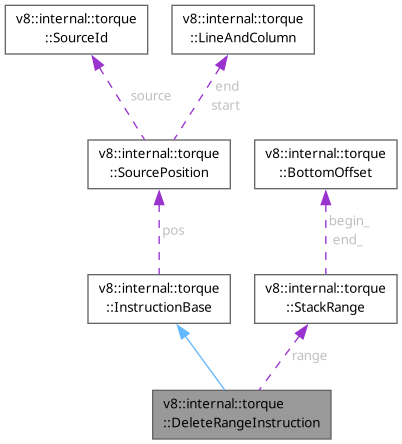 v8::internal::torque
::SourceId
v8::internal::torque
::LineAndColumn
source
end
start
v8::internal::torque
::SourcePosition
v8::internal::torque
::BottomOffset
pos
begin_
end_
v8::internal::torque
::InstructionBase
v8::internal::torque
::StackRange
range
v8::internal::torque
::DeleteRangeInstruction